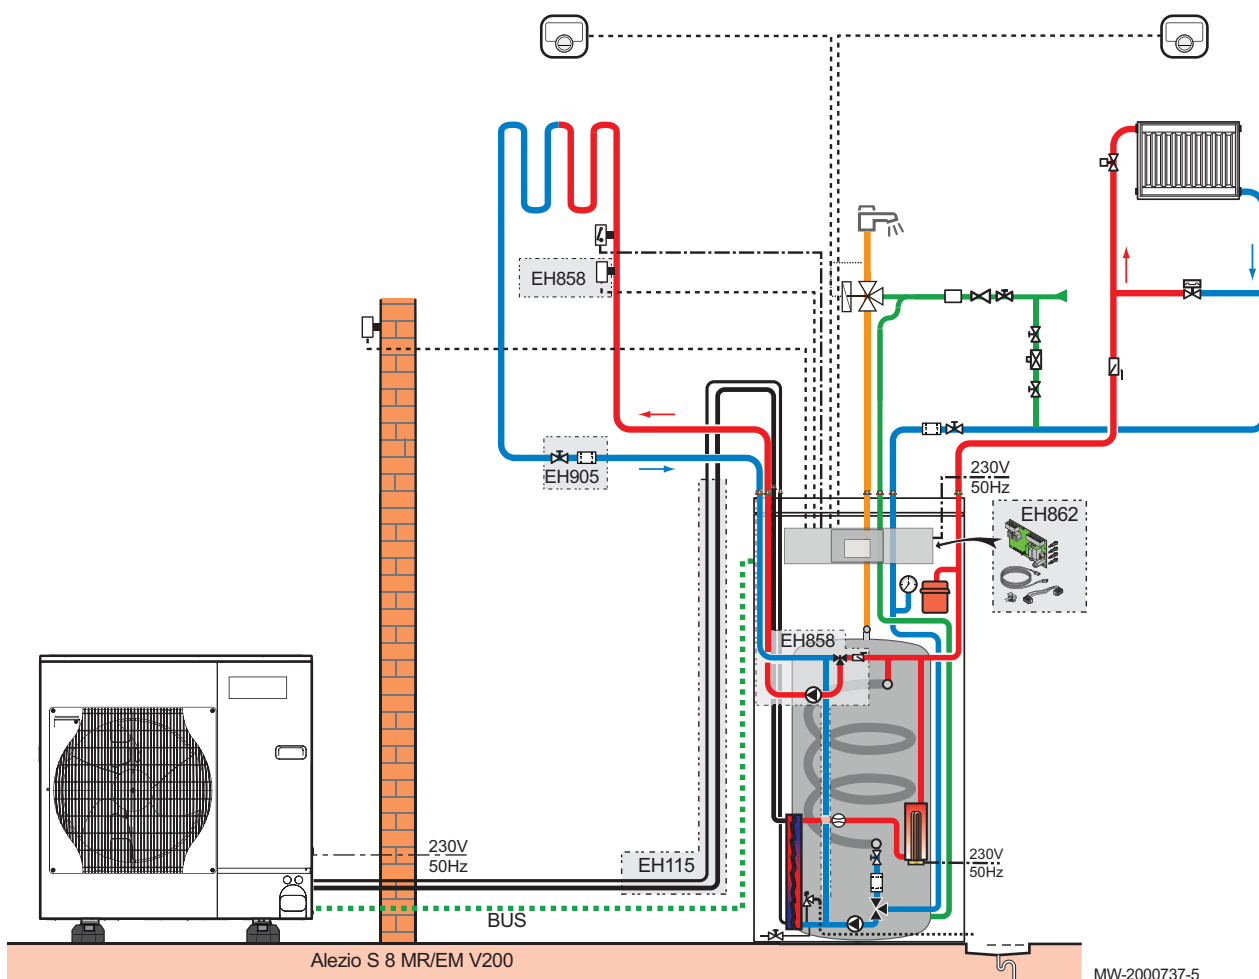 EH858
EH905
230V
50Hz
EH862
EH858
230V
50Hz
230V
50Hz
EH115
BUS
Alezio S 8 MR/EM V200
MW-2000737-5